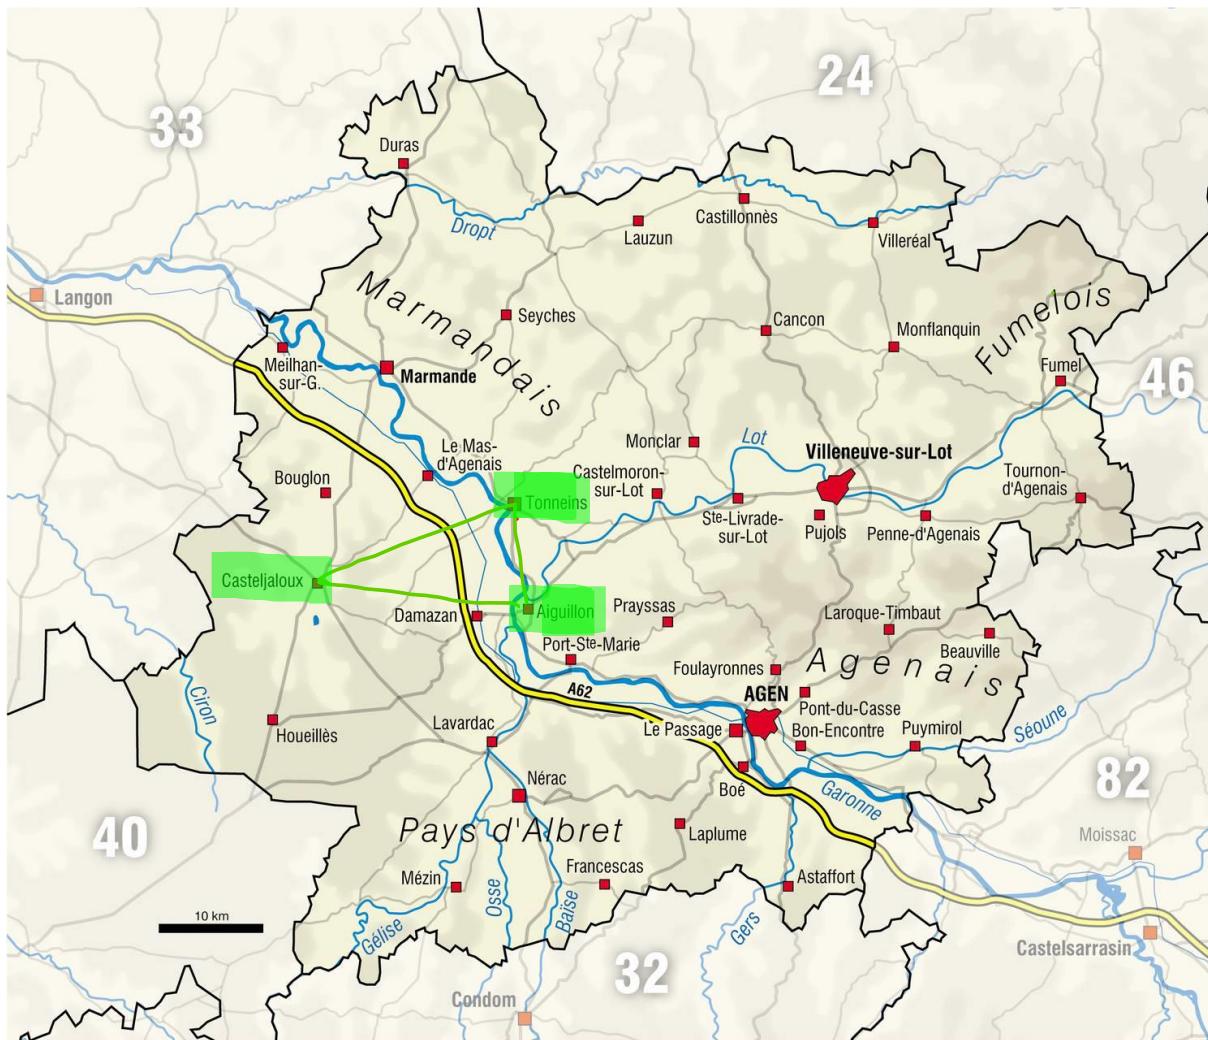 24
33
Duras
Castillonnès
Dropt
Lauzun
Villeréal
Langon
Marmandais
Fumelois
Seyches
Cancon
Monflanquin
Meilhan-
sur-G.
Marmande
Fumel
46
Monclar
Lot
Villeneuve-sur-Lot
Le Mas-
d'Agenais
Castelmoron-
sur-Lot
Tournon-
d'Agenais
Bouglon
Tonneins
Ste-Livrade-
sur-Lot
Pujols
Penne-d'Agenais
Casteljaloux
Aiguillon
Prayssas
Damazan
Laroque-Timbaut
Port-Ste-Marie
Beauville
Foulayronnes
Agenais
A62
AGEN
Ciron
Pont-du-Casse
Lavardac
Le Passage
Bon-Encontre
Puymirol
Séoune
Houeillès
Nérac
Boé
Garonne
82
Pays d'Albret
Laplume
40
Moissac
Francescas
Mézin
Astaffort
Osse
Baïse
10 km
Gélise
Gers
Castelsarrasin
32
Condom